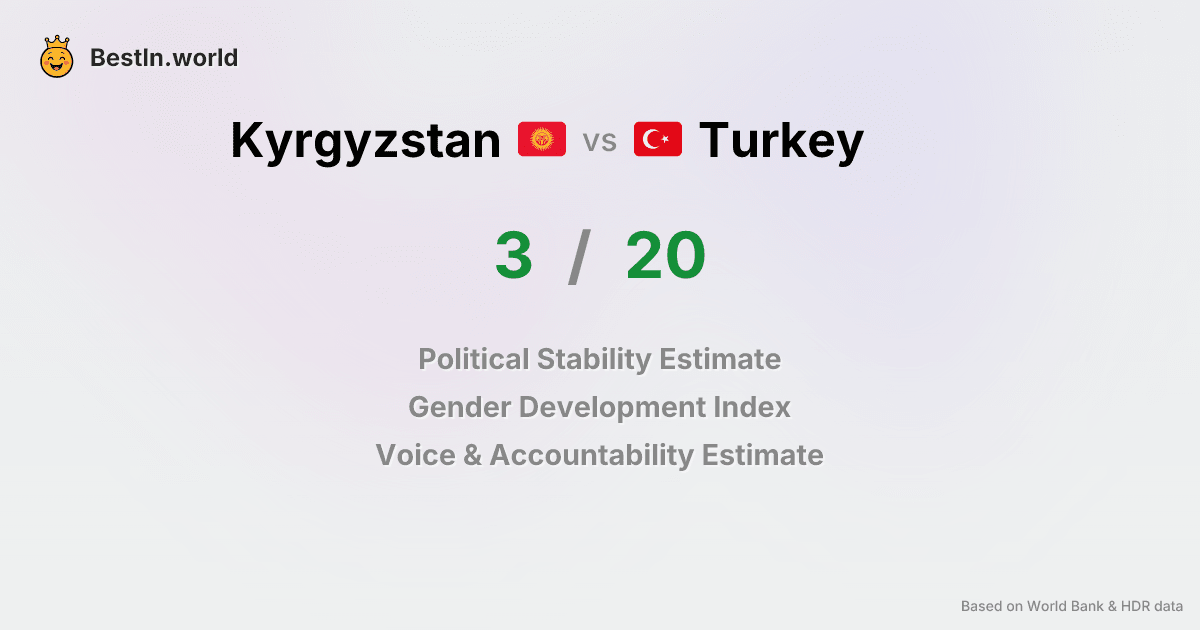 BestIn.world
Kyrgyzstan vs Turkey
3 / 20
Political Stability Estimate
Gender Development Index
Voice & Accountability Estimate
Based on World Bank & HDR data